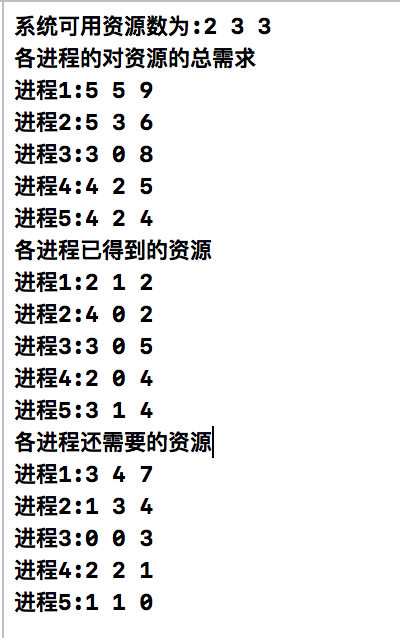 系统可用资源数为:2 3 3
各进程的对资源的总需求
进程1:5 5 9
进程2:5 3 6
进程3:3 0 8
进程4:4 2 5
进程5:4 2 4
各进程已得到的资源
进程1:2 1 2
进程2:4 0 2
进程3:3 0 5
进程4:2 0 4
进程5:3 1 4
各进程还需要的资源
进程1:3 4 7
进程2:1 3 4
进程3:0 0 3
进程4:2 2 1
进程5:1 1 0